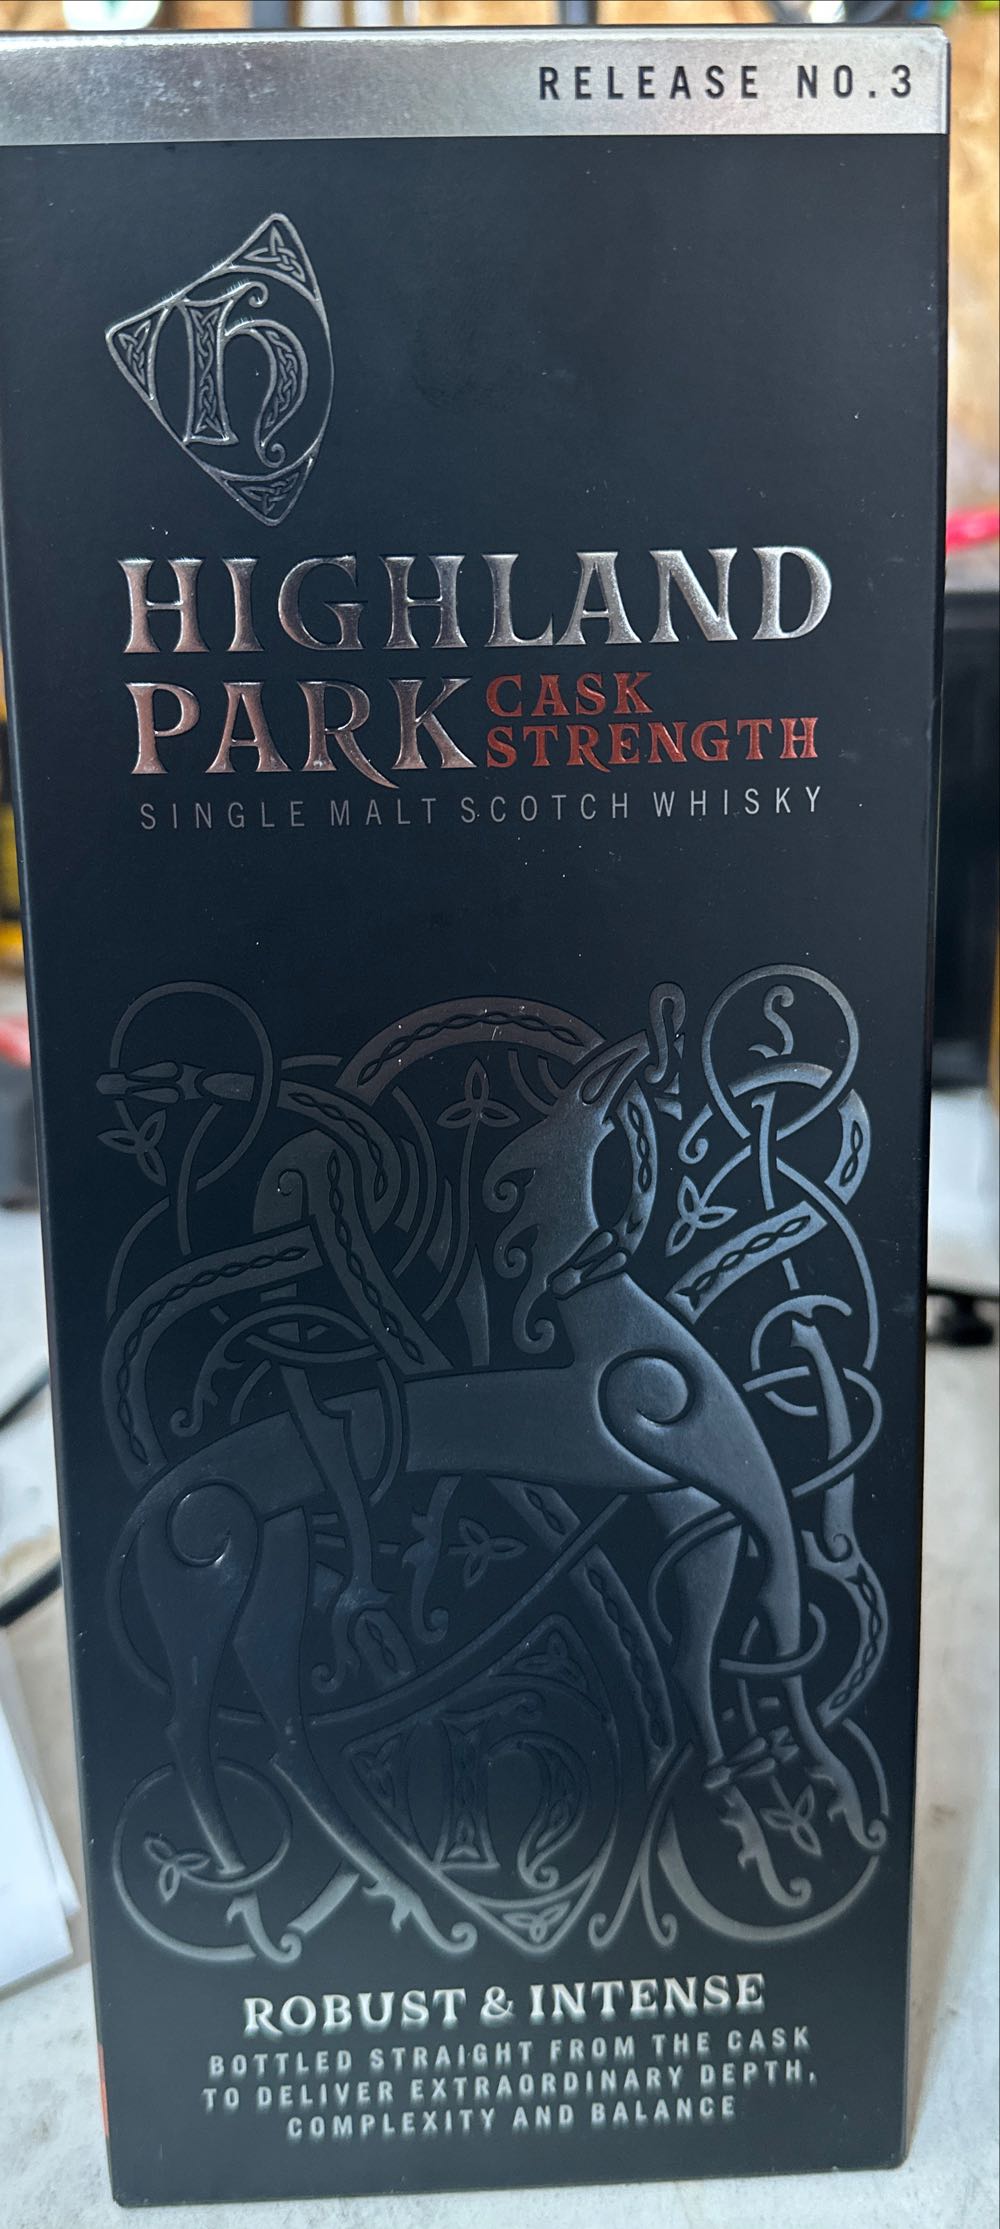 RELEASE NO.3
h
HIGHLAND
PARK CASK
STRENGTH
SINGLE MALT SCOTCH WHISKY
h
ROBUST & INTENSE
BOTTLED STRAIGHT FROM THE CASK
TO DELIVER EXTRAORDINARY DEPTH,
COMPLEXITY AND BALANCE